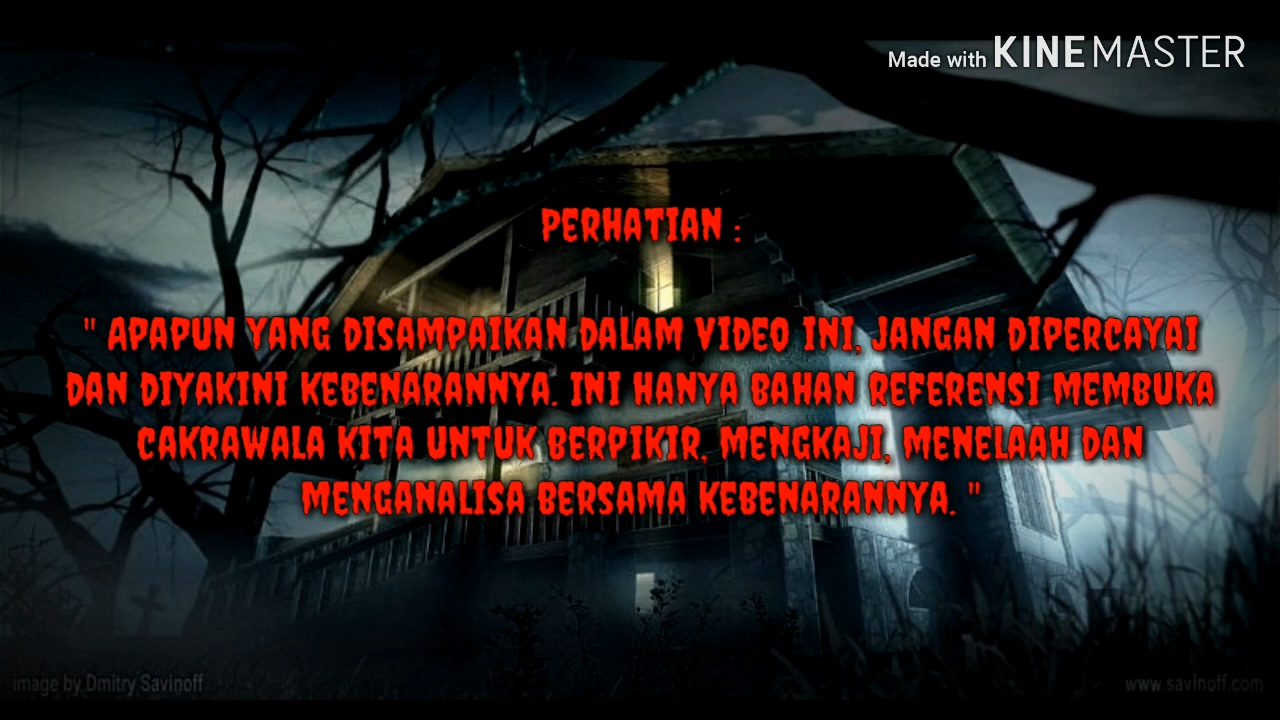 Made with KINEMASTER
PERHATIAN :
" APAPUN YANG DISAMPAIKAN DALAM VIDEO INI, JANGAN DIPERCAYAI
DAN DIYAKINI KEBENARANNYA. INI HANYA BAHAN REFERENSI MEMBUKA
CAKRAWALA KITA UNTUK BERPIKIR, MENGKAJI, MENELAAH DAN
MENGANALISA BERSAMA KEBENARANNYA. "
image by Dmitry Savinoff
www.savinoff.com